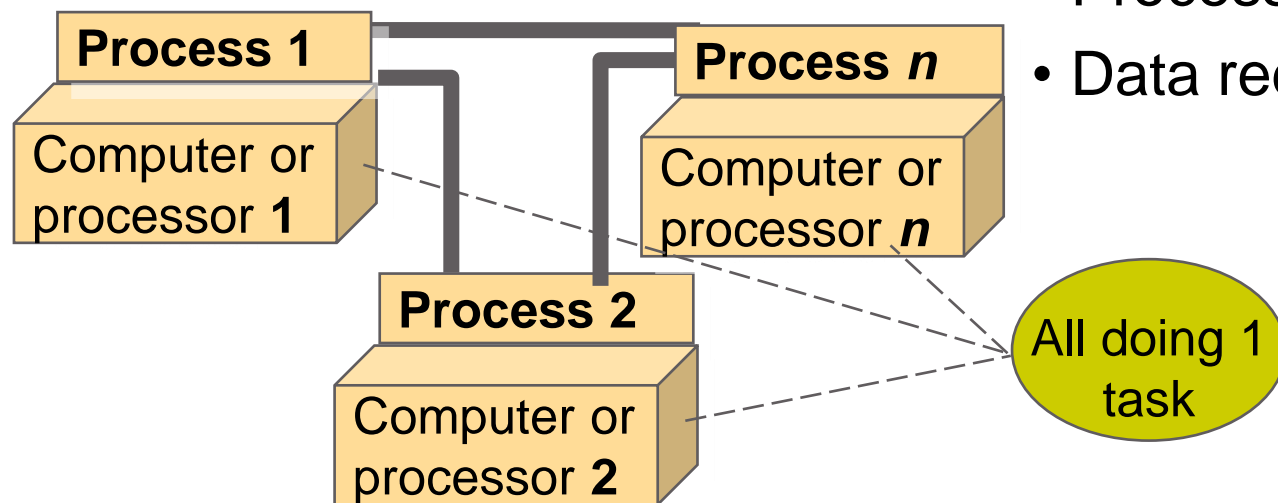 Process 1
Computer or
processor 1
Process n
Computer or
processor n
• Data
Process 2
Computer or
processor 2
All doing 1
task